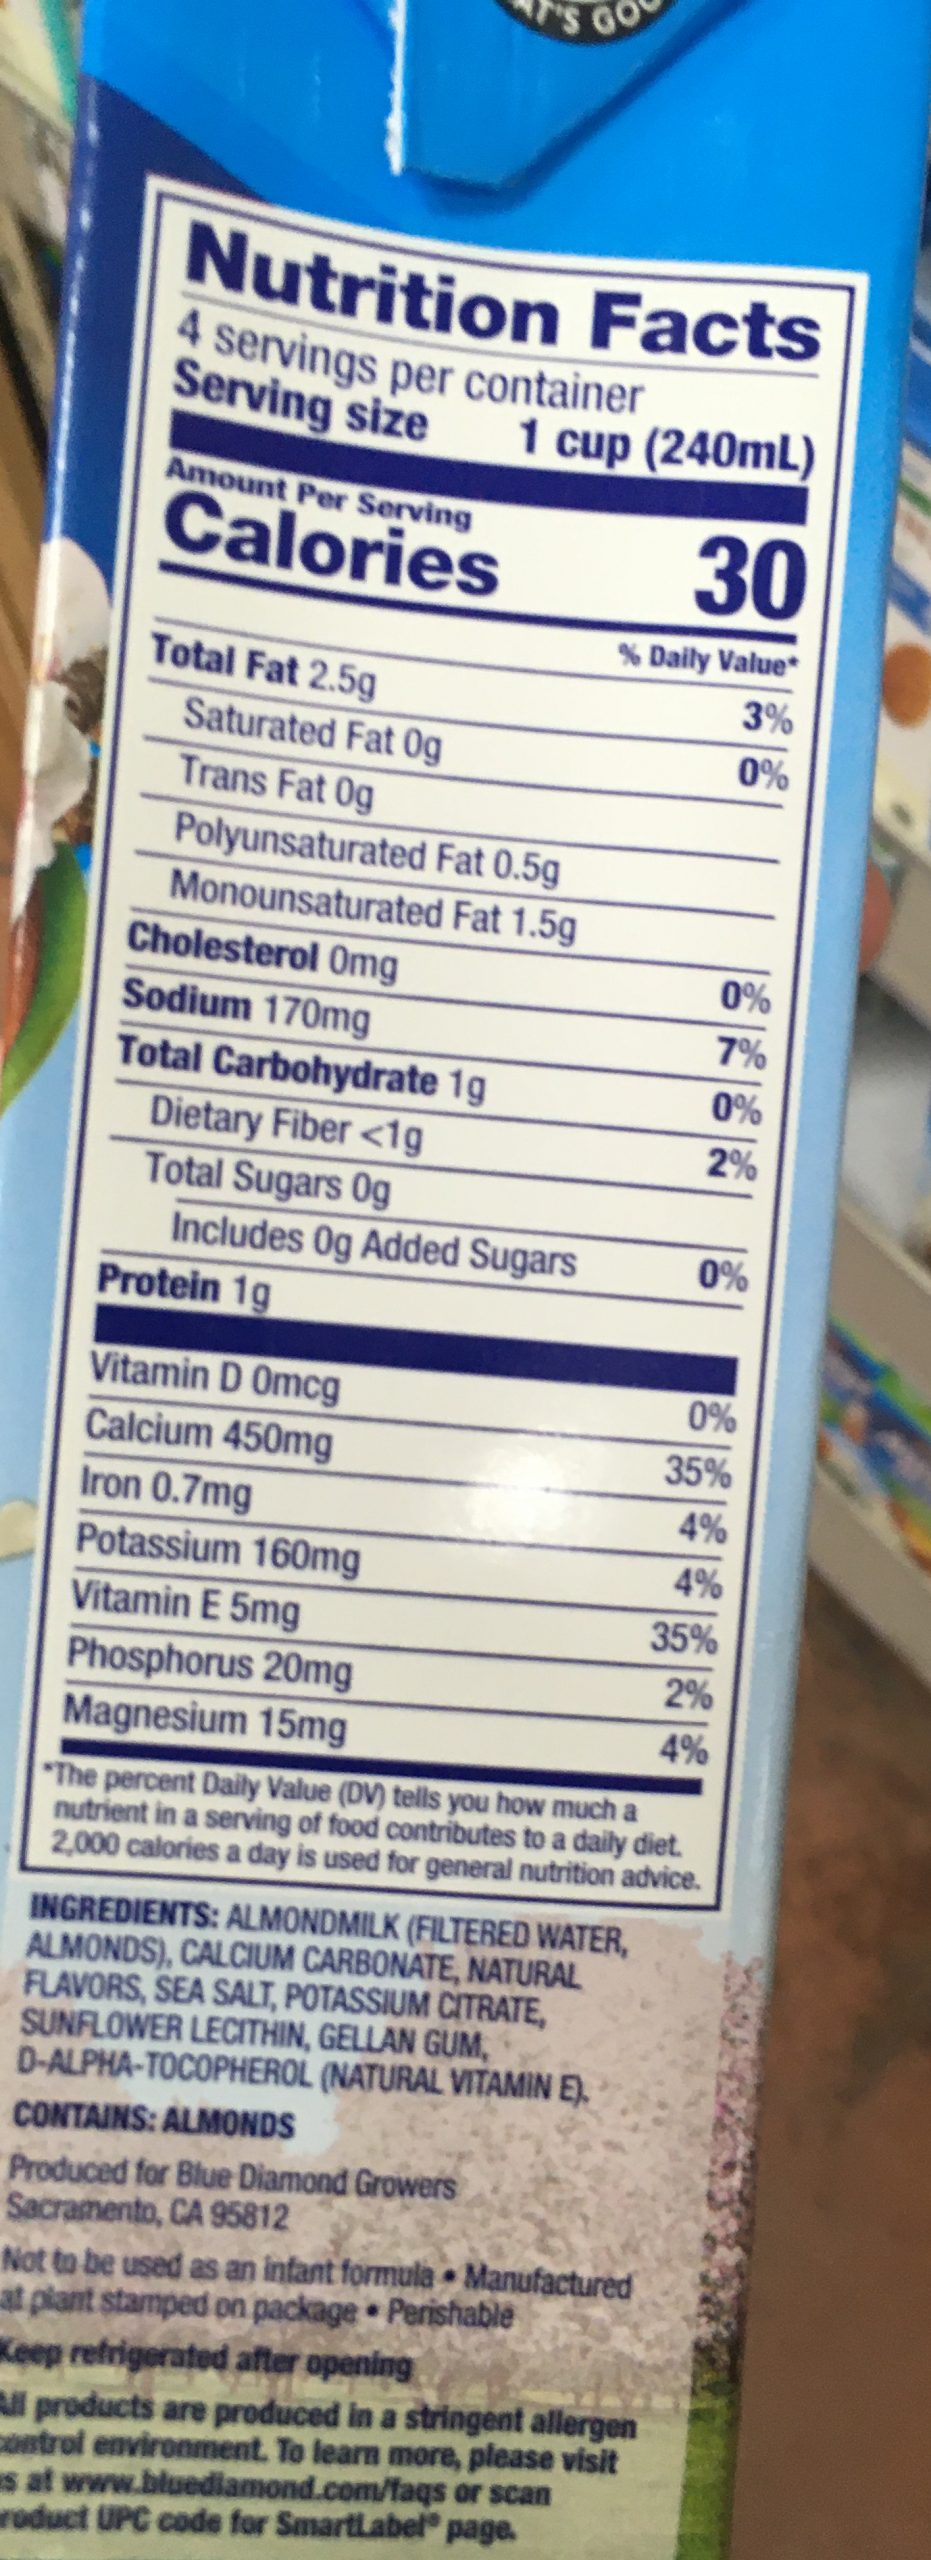 AT'S GOO
Nutrition Facts
4 servings per container
Serving size 1 cup (240mL)
Amount Per Serving
Calories 30
% Daily Value*
Total Fat 2.5g 3%
Saturated Fat 0g 0%
Trans Fat 0g
Polyunsaturated Fat 0.5g
Monounsaturated Fat 1.5g
Cholesterol 0mg 0%
Sodium 170mg 7%
Total Carbohydrate 1g 0%
Dietary Fiber <1g 2%
Total Sugars 0g
Includes 0g Added Sugars 0%
Protein 1g
Vitamin D 0mcg 0%
Calcium 450mg 35%
Iron 0.7mg 4%
Potassium 160mg 4%
Vitamin E 5mg 35%
Phosphorus 20mg 2%
Magnesium 15mg 4%
*The percent Daily Value (DV) tells you how much a
nutrient in a serving of food contributes to a daily diet.
2,000 calories a day is used for general nutrition advice.
INGREDIENTS: ALMONDMILK (FILTERED WATER,
ALMONDS), CALCIUM CARBONATE, NATURAL
FLAVORS, SEA SALT, POTASSIUM CITRATE,
SUNFLOWER LECITHIN, GELLAN GUM,
D-ALPHA-TOCOPHEROL (NATURAL VITAMIN E).
CONTAINS: ALMONDS
Produced for Blue Diamond Growers
Sacramento, CA 95812
Not to be used as an infant formula • Manufactured
at plant stamped on package • Perishable
Keep refrigerated after opening
All products are produced in a stringent allergen
control environment. To learn more, please visit
s at www.bluediamond.com/faqs or scan
roduct UPC code for SmartLabel® page.